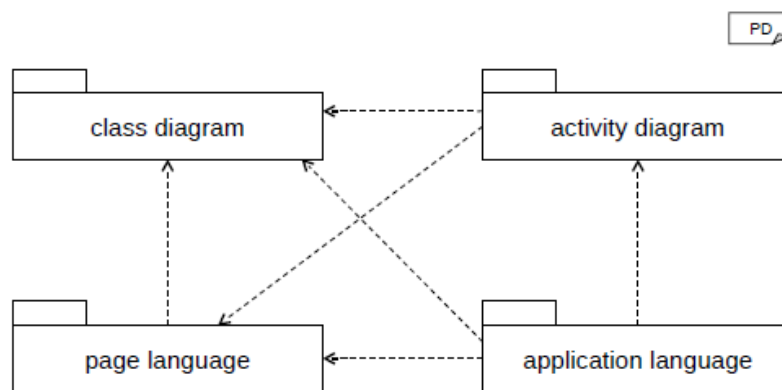 PD
class diagram
activity diagram
page language
application language